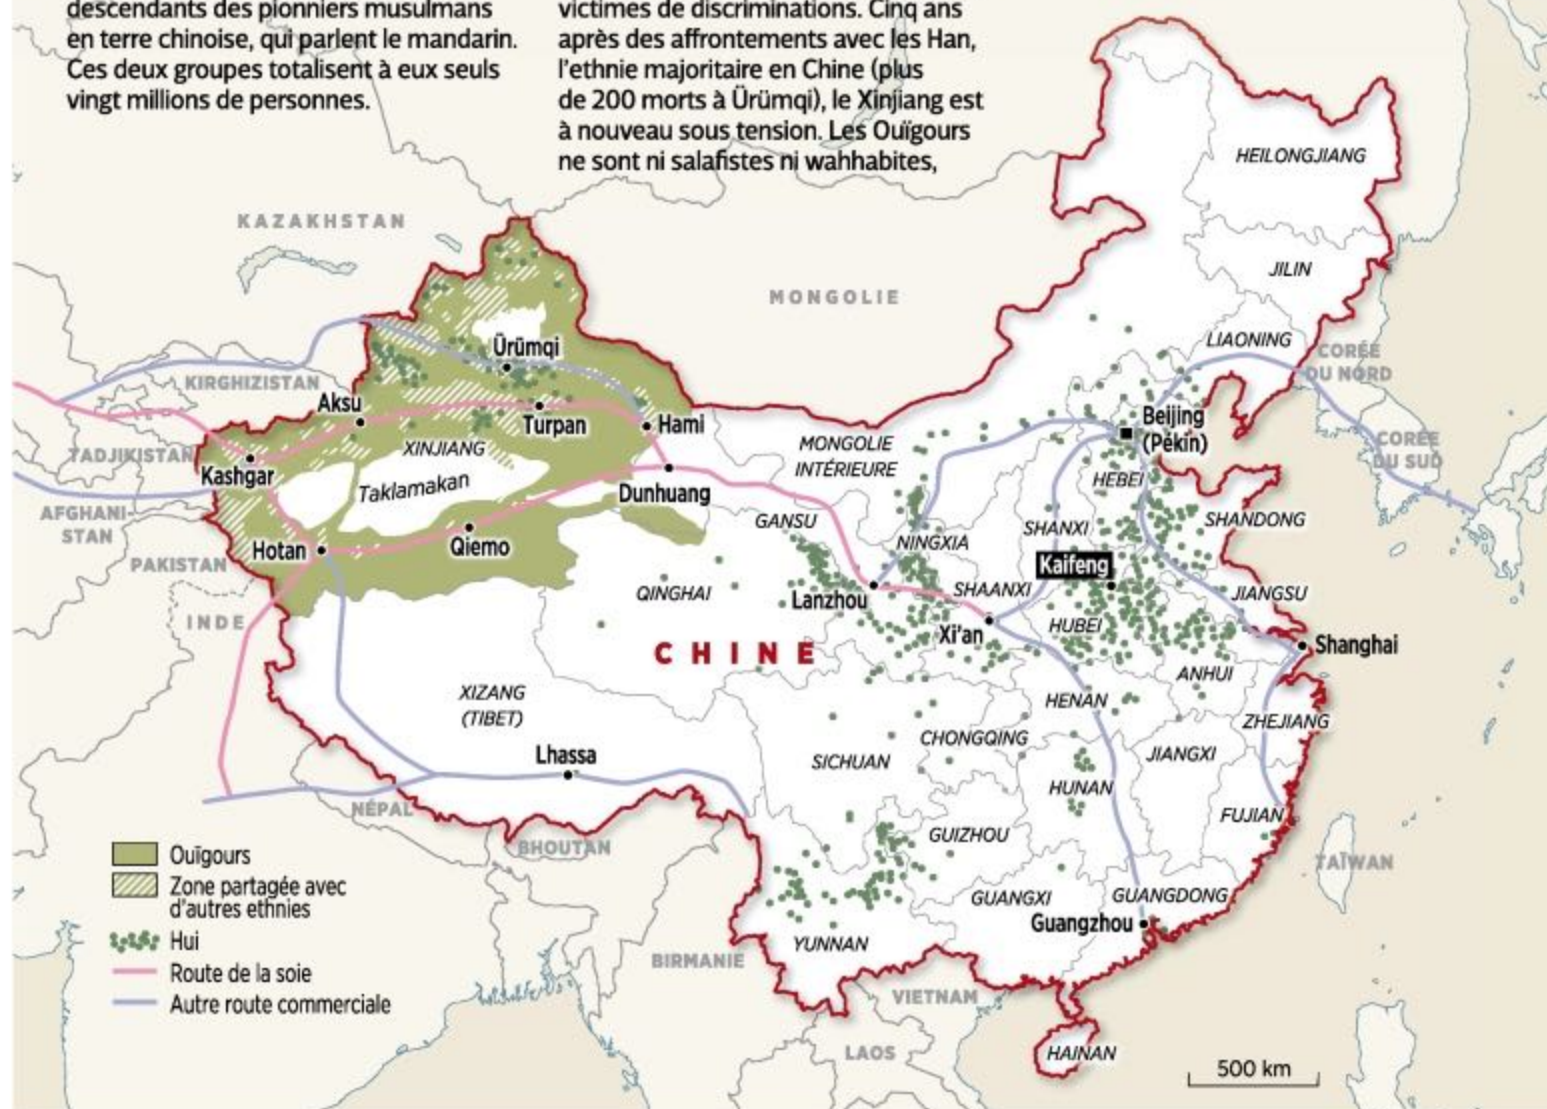 descendants des pionniers musulmans
en terre chinoise, qui parlent le mandarin.
Ces deux groupes totalisent à eux seuls
vingt millions de personnes.
victimes de discriminations. Cinq ans
après des affrontements avec les Han,
l'ethnie majoritaire en Chine (plus
de 200 morts à Ürümqi), le Xinjiang est
à nouveau sous tension. Les Ouïgours
ne sont ni salafistes ni wahhabites,
HEILONGJIANG
KAZAKHSTAN
JILIN
MONGOLIE
LIAONING
Ürümqi
CORÉE
DU NORD
KIRGHIZISTAN
Aksu
Turpan
Hami
Beijing
(Pékin)
MONGOLIE
INTÉRIEURE
XINJIANG
TADJIKISTAN
Kashgar
CORÉE
DU SUD
Taklamakan
Dunhuang
HEBEI
AFGHANI-
STAN
GANSU
SHANXI
SHANDONG
Hotan
Qiemo
NINGXIA
PAKISTAN
Kaifeng
QINGHAI
Lanzhou
SHAANXI
JIANGSU
INDE
Xi'an
HUBEI
CHINE
Shanghai
ANHUI
XIZANG
(TIBET)
HENAN
ZHEJIANG
CHONGQING
Lhassa
SICHUAN
JIANGXI
HUNAN
NÉPAL
FUJIAN
GUIZHOU
BHOUTAN
TAÏWAN
GUANGXI
GUANGDONG
Guangzhou
YUNNAN
BIRMANIE
VIETNAM
LAOS
HAINAN
Ouïgours
Zone partagée avec
d'autres ethnies
Hui
Route de la soie
Autre route commerciale
500 km